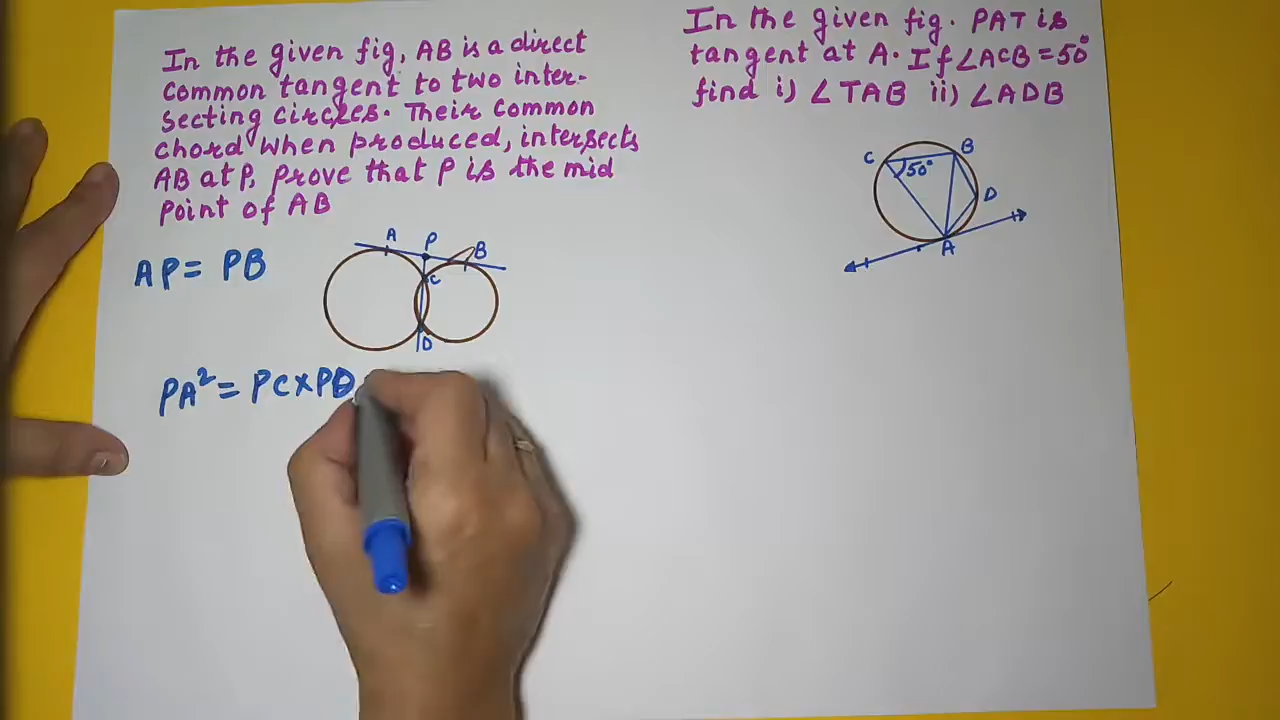 In the given fig, AB is a direct
common tangent to two inter-
secting circles. Their common
chord when produced, intersects
AB at P, prove that P is the mid
point of AB
AP = PB
A P B
C
D
PA² = PC×PD
In the given fig. PAT is
tangent at A. If ∠ACB = 50°
find i) ∠TAB ii) ∠ADB
C B
50°
D
A